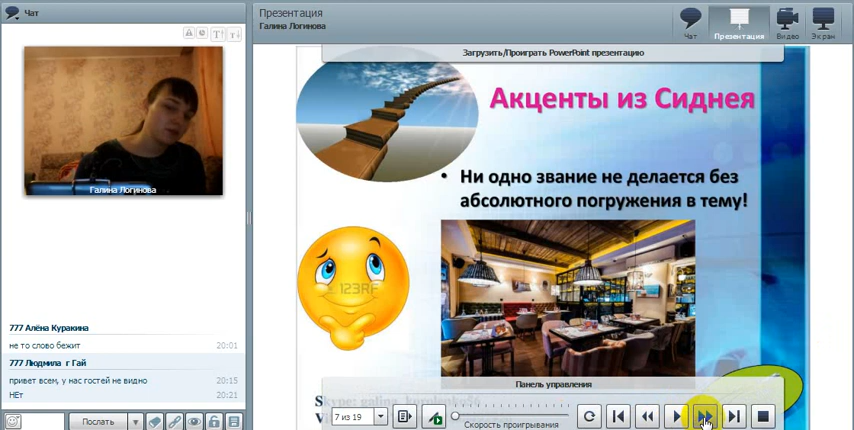 Чат
Презентация
Галина Логинова
Чат
Презентация
Видео
Экран
Загрузить/Проиграть PowerPoint презентацию
Галина Логинова
Акценты из Сиднея
• Ни одно звание не делается без
абсолютного погружения в тему!
123RF
777 Алёна Куракина
не то слово бежит 20:01
777 Людмила г Гай
привет всем, у нас гостей не видно 20:15
НЕт 20:21
Панель управления
Skype:
7 из 19
Скорость проигрывания
Послать